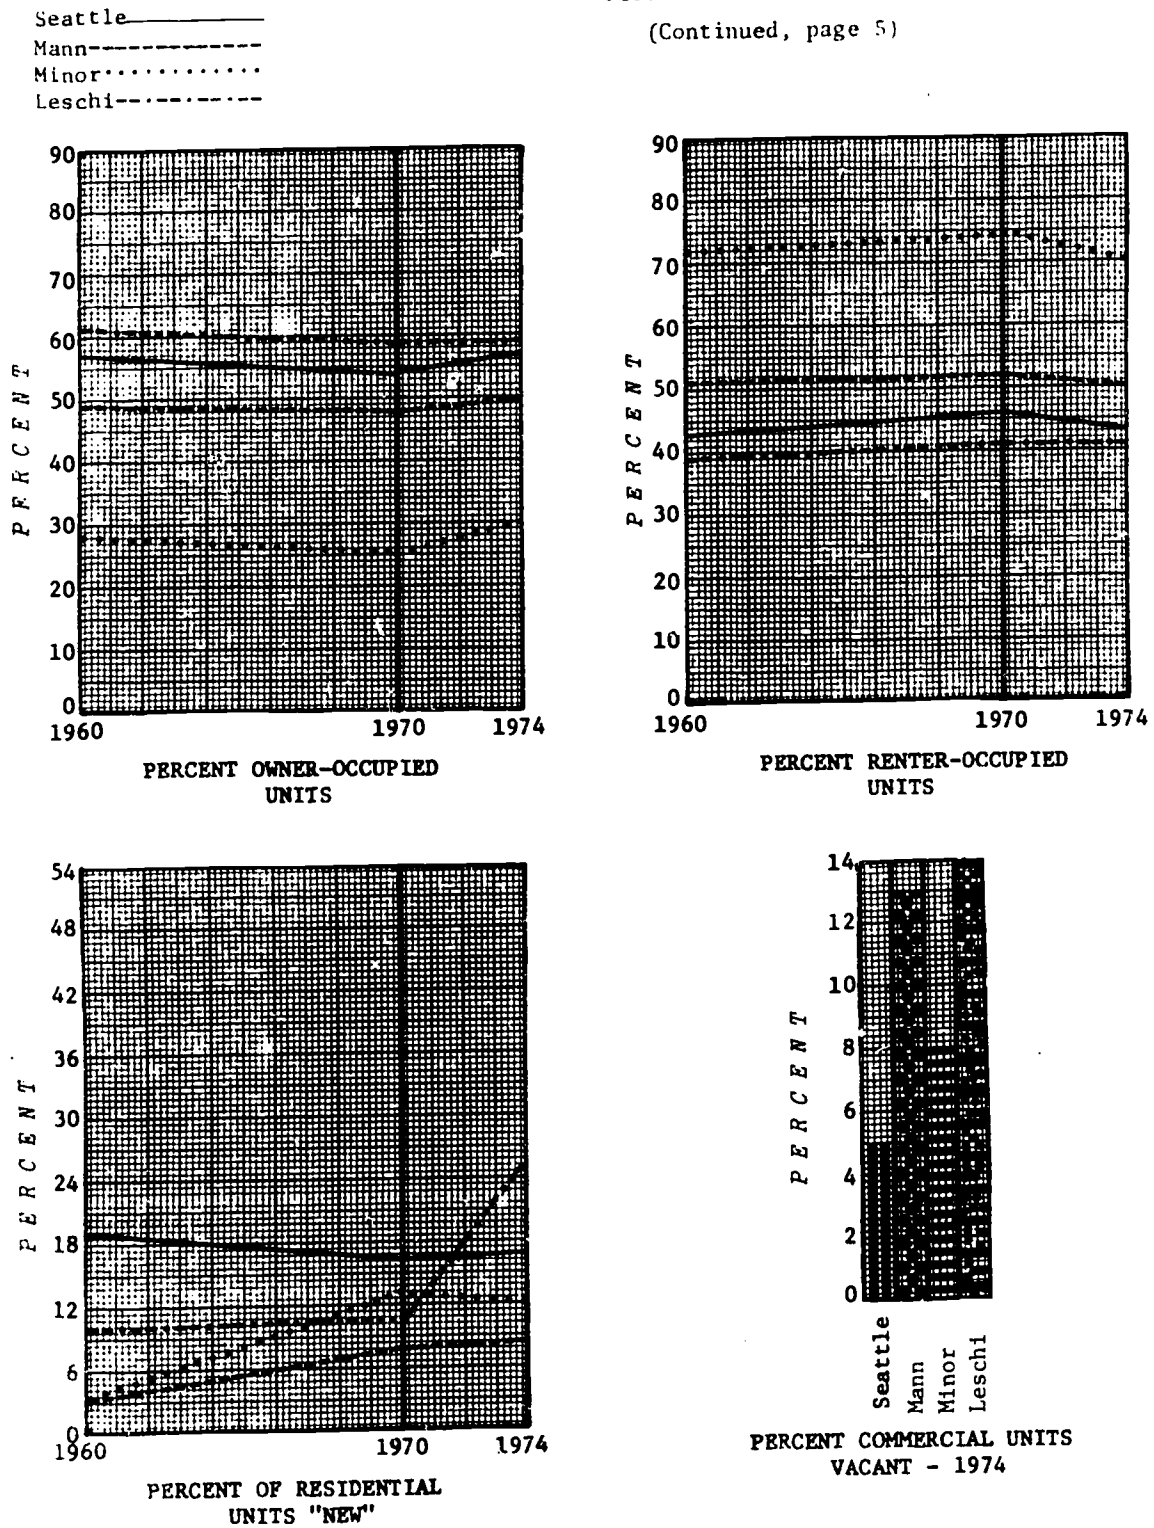 Seattle
Mann
Minor
Leschi
(Continued, page 5)
90
80
70
60
50
40
30
20
10
0
PERCENT
1960 1970 1974
PERCENT OWNER-OCCUPIED
UNITS
90
80
70
60
50
40
30
20
10
0
PERCENT
1960 1970 1974
PERCENT RENTER-OCCUPIED
UNITS
54
48
42
36
30
24
18
12
6
0
PERCENT
1960 1970 1974
PERCENT OF RESIDENTIAL
UNITS "NEW"
14
12
10
8
6
4
2
0
PERCENT
Seattle
Mann
Minor
Leschi
PERCENT COMMERCIAL UNITS
VACANT - 1974